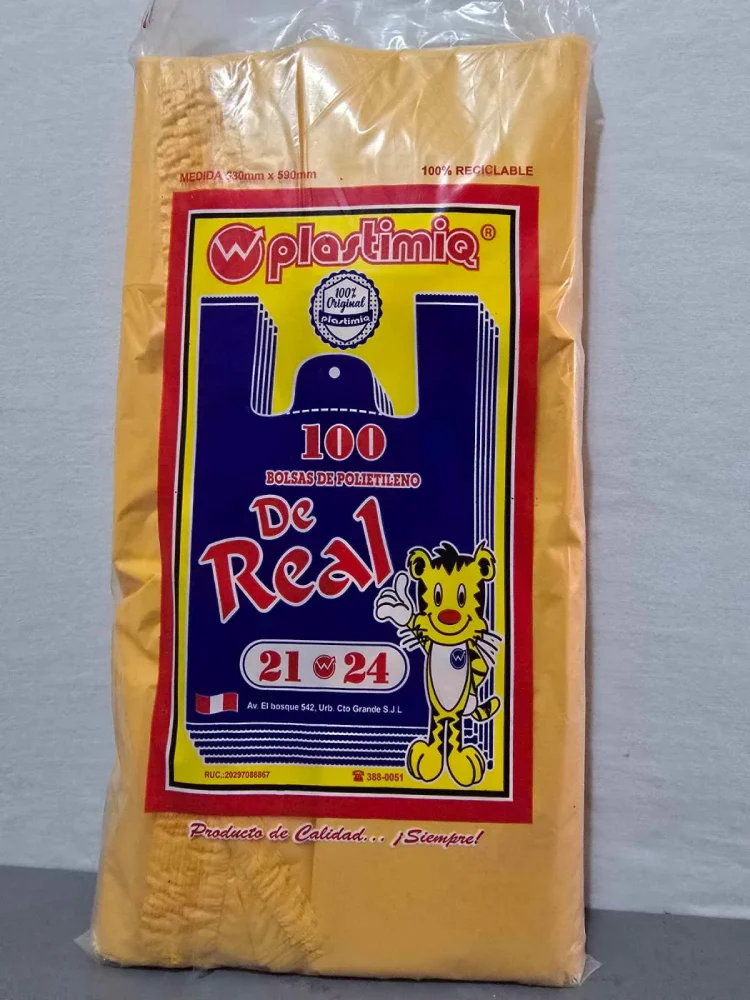 MEDIDA 530mm x 590mm
100% RECICLABLE
W plastimiq ®
100%
Original
plastimiq
100
BOLSAS DE POLIETILENO
De
Real
21 W 24
Av. El bosque 542, Urb. Cto Grande S.J.L
RUC.:20297088867
☎ 388-0051
Producto de Calidad... ¡Siempre!